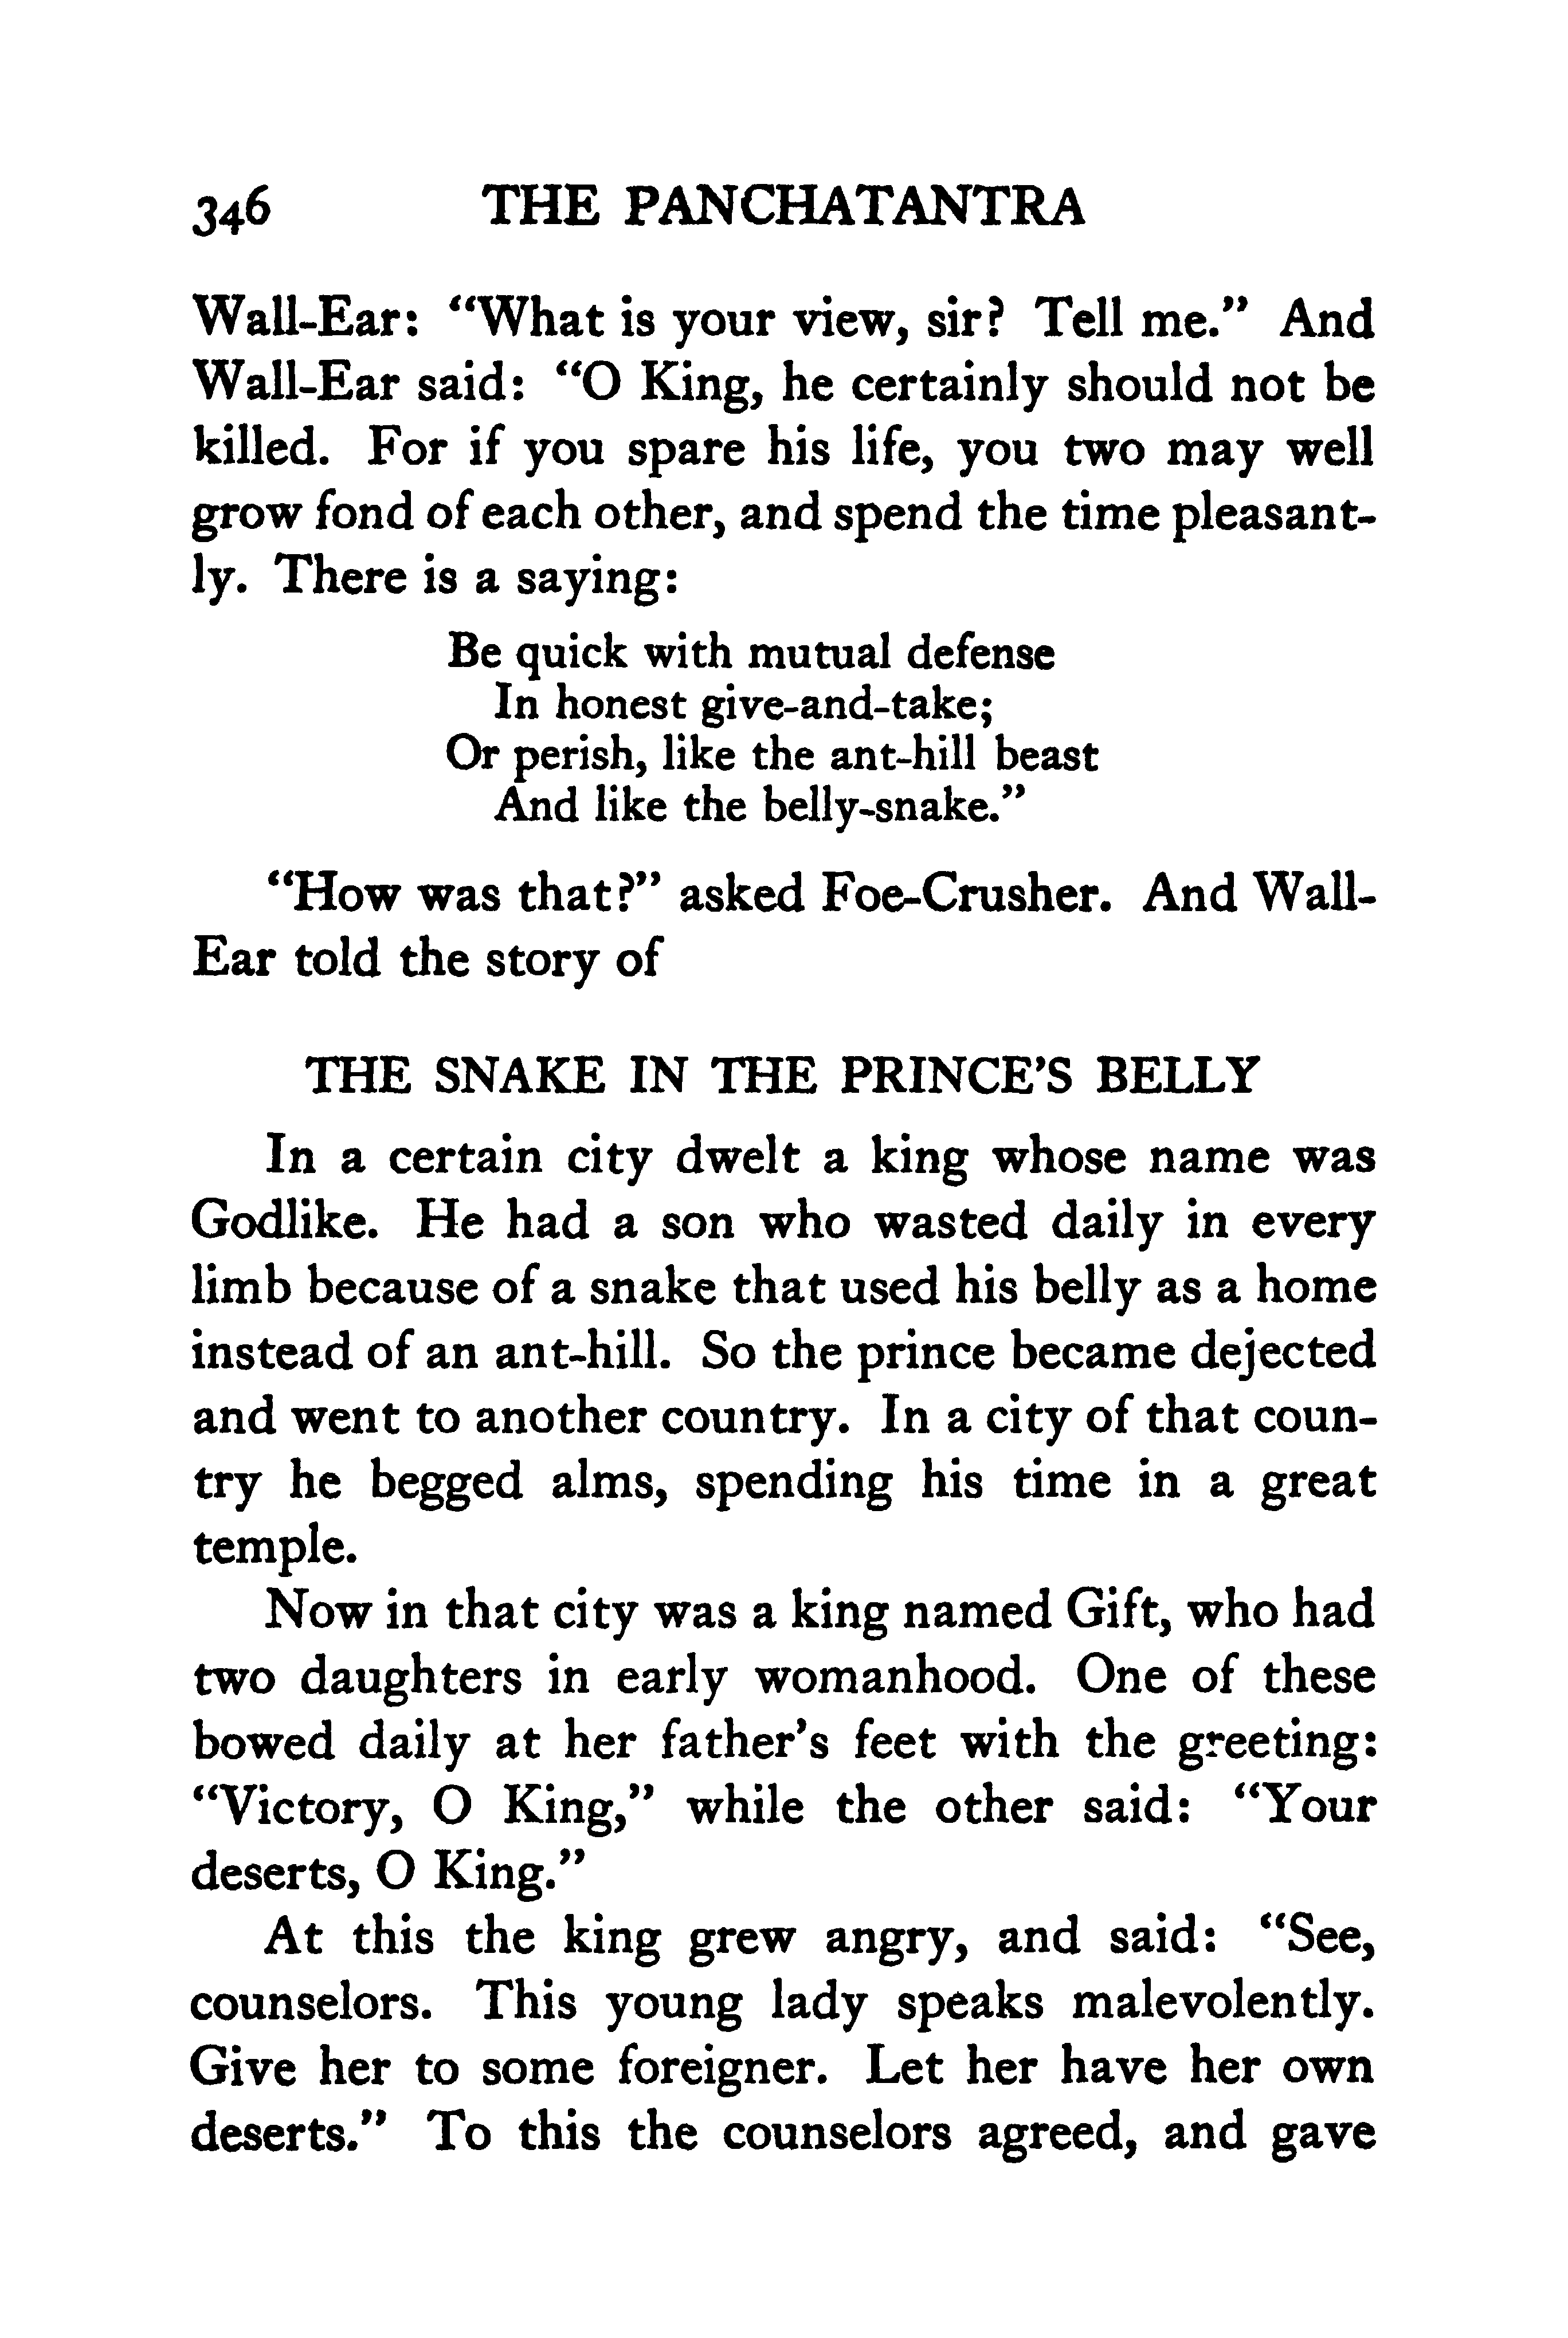 346 THE PANCHATANTRA
Wall-Ear: “What is your view, sir? Tell me.” And
Wall-Ear said: “O King, he certainly should not be
killed. For if you spare his life, you two may well
grow fond of each other, and spend the time pleasant-
ly. There is a saying:
Be quick with mutual defense
In honest give-and-take;
Or perish, like the ant-hill beast
And like the belly-snake.”
“How was that?” asked Foe-Crusher. And Wall-
Ear told the story of
THE SNAKE IN THE PRINCE’S BELLY
In a certain city dwelt a king whose name was
Godlike. He had a son who wasted daily in every
limb because of a snake that used his belly as a home
instead of an ant-hill. So the prince became dejected
and went to another country. In a city of that coun-
try he begged alms, spending his time in a great
temple.
Now in that city was a king named Gift, who had
two daughters in early womanhood. One of these
bowed daily at her father’s feet with the greeting:
“Victory, O King,” while the other said: “Your
deserts, O King.”
At this the king grew angry, and said: “See,
counselors. This young lady speaks malevolently.
Give her to some foreigner. Let her have her own
deserts.” To this the counselors agreed, and gave